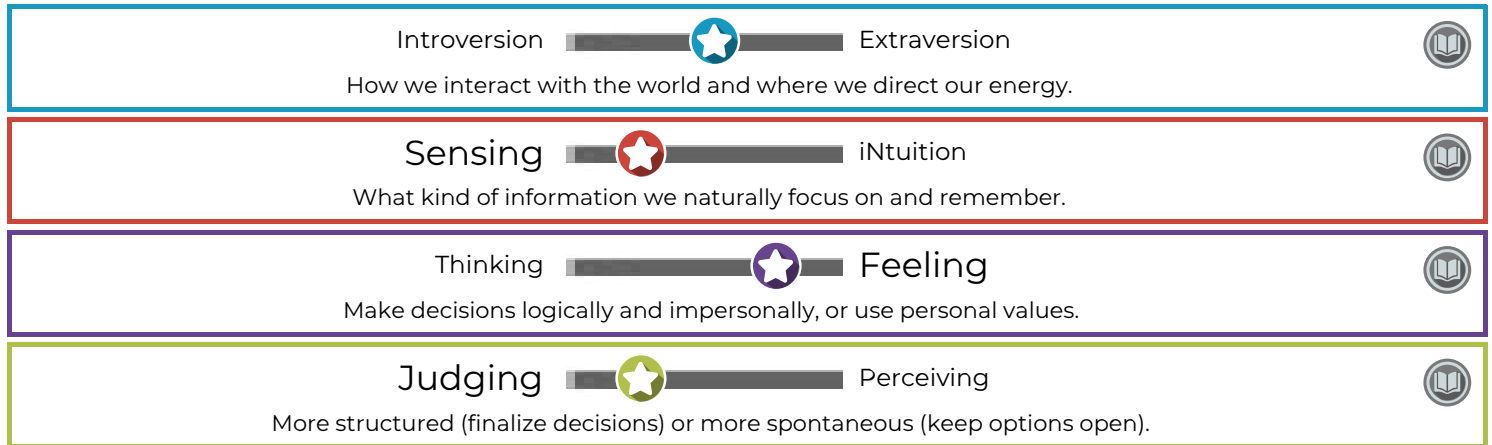 Introversion Extraversion
How we interact with the world and where we direct our energy.
Sensing iNtuition
What kind of information we naturally focus on and remember.
Thinking Feeling
Make decisions logically and impersonally, or use personal values.
Judging Perceiving
More structured (finalize decisions) or more spontaneous (keep options open).